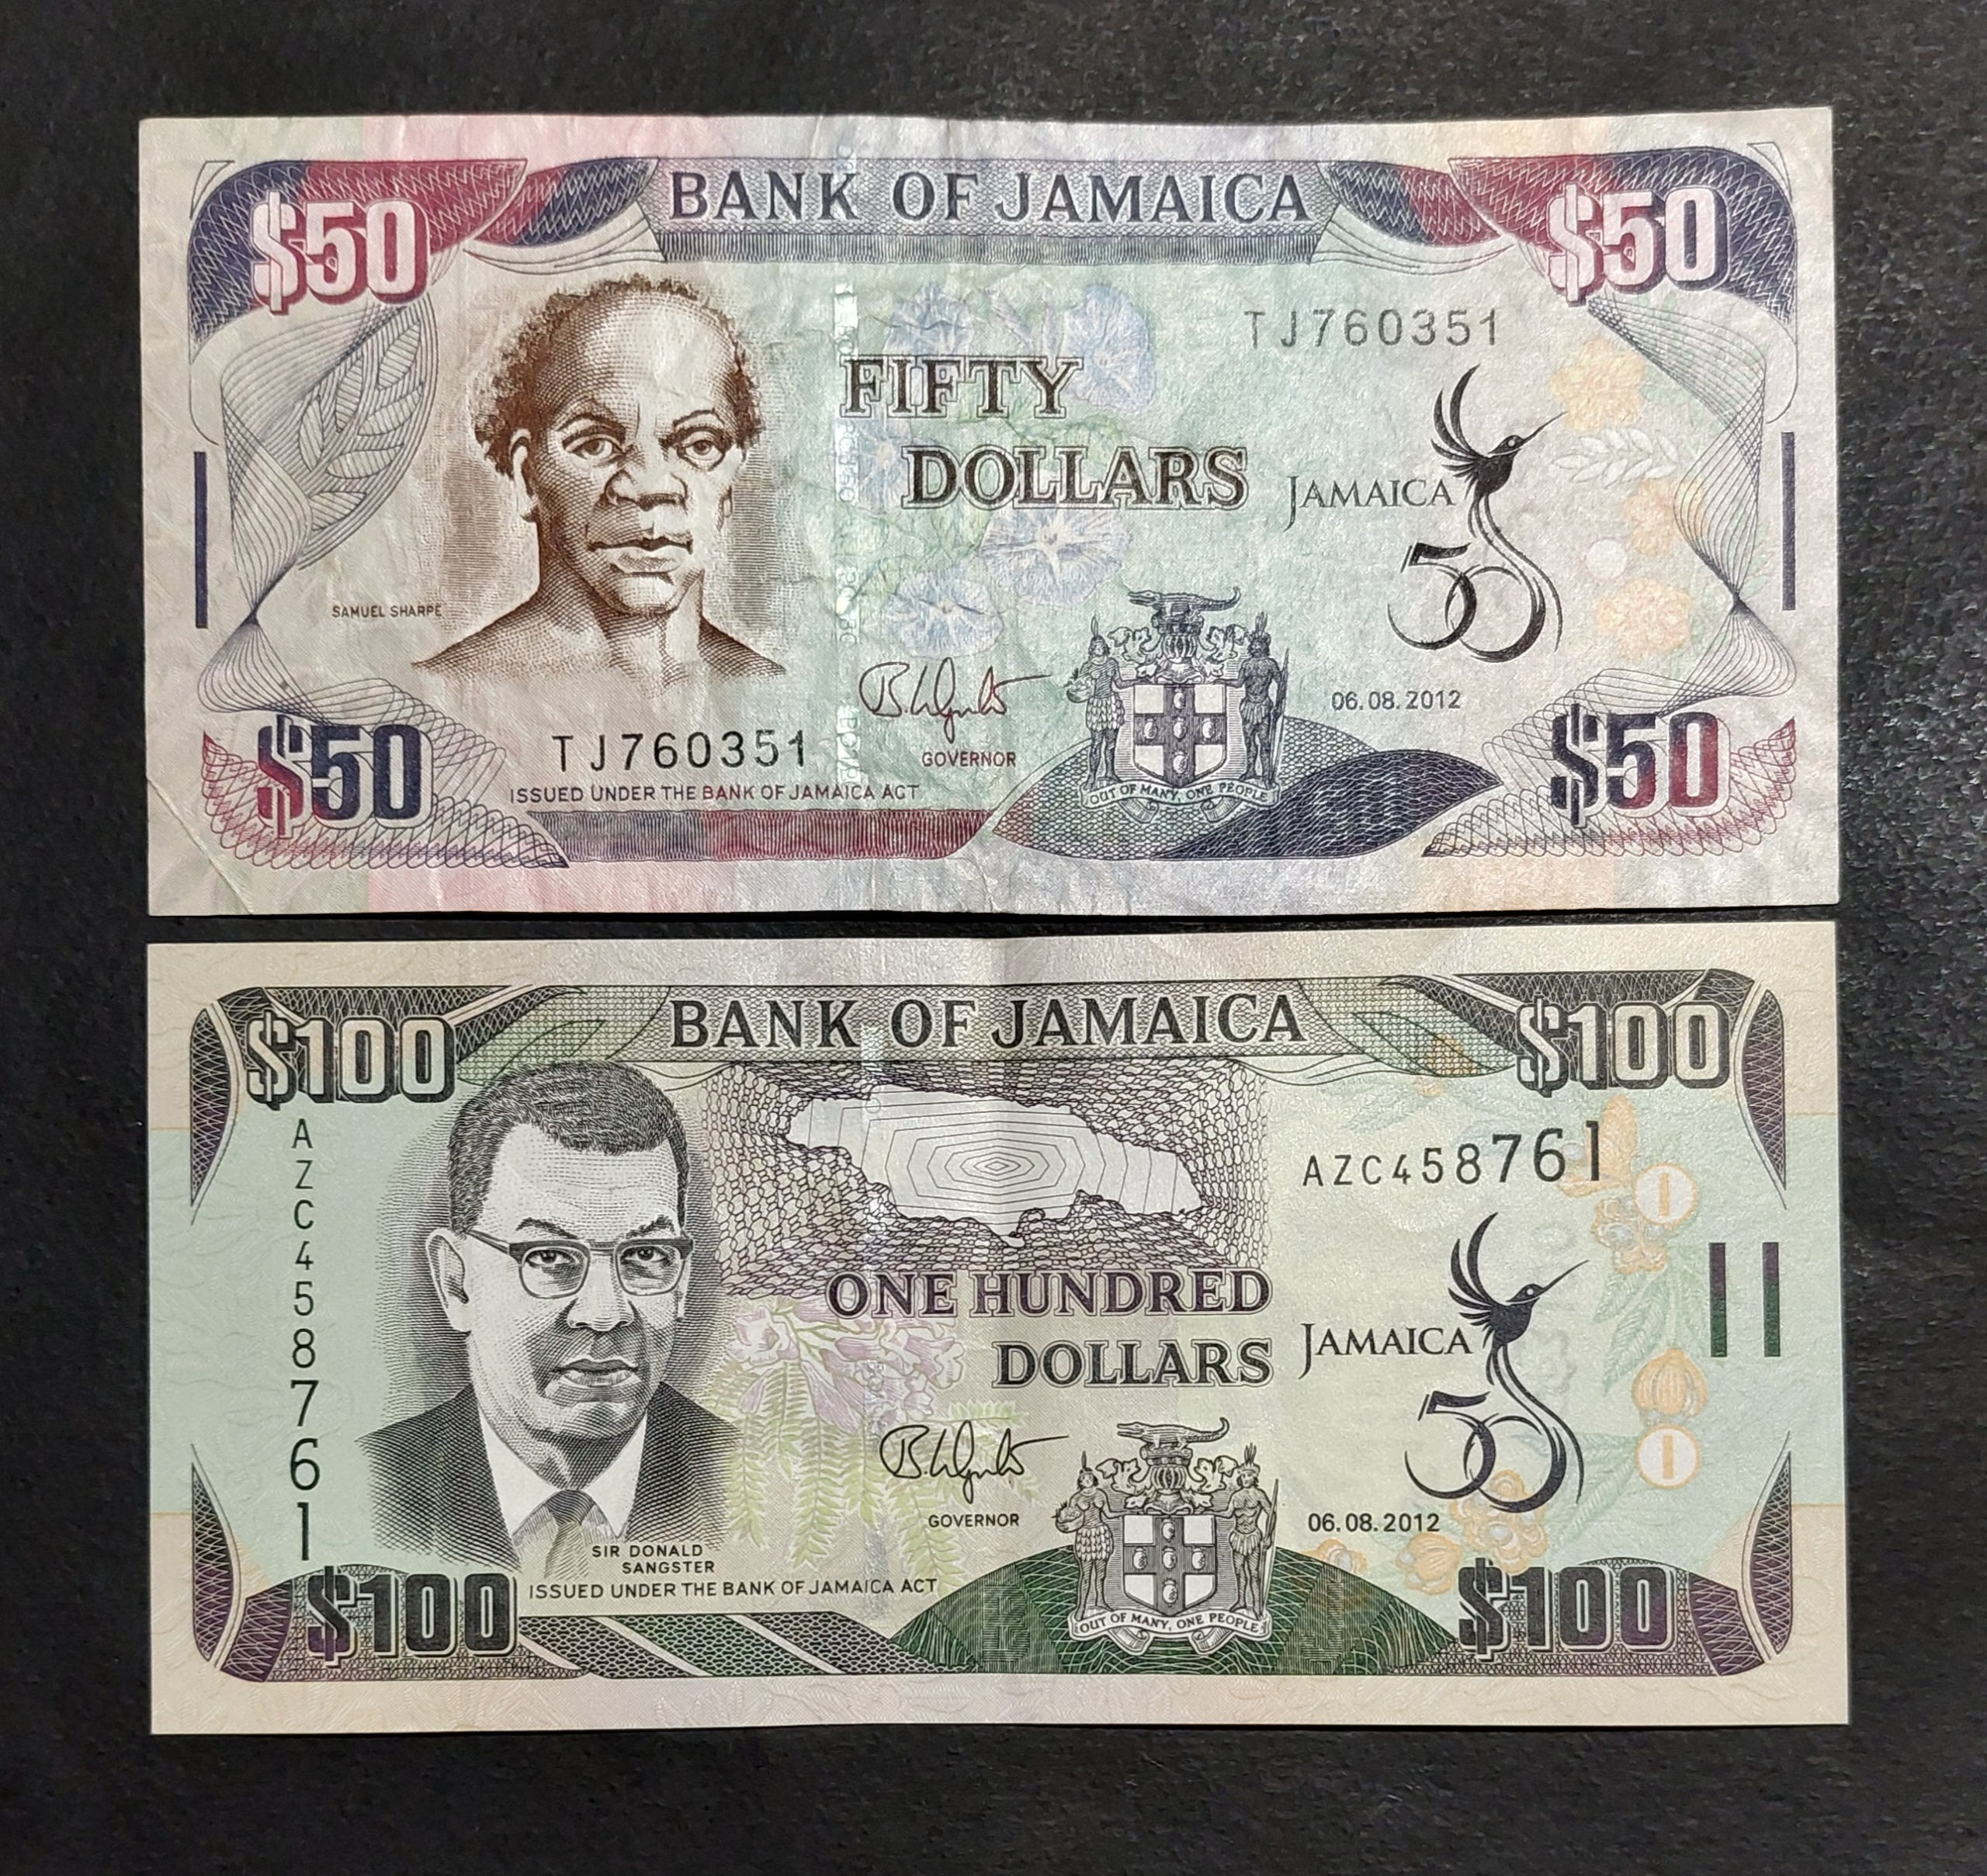 BANK OF JAMAICA
$50
$50
TJ760351
FIFTY
DOLLARS
JAMAICA
50
SAMUEL SHARPE
06.08.2012
$50
TJ760351
GOVERNOR
$50
ISSUED UNDER THE BANK OF JAMAICA ACT
OUT OF MANY, ONE PEOPLE
BANK OF JAMAICA
$100
$100
AZC458761
AZC458761
ONE HUNDRED
DOLLARS
JAMAICA
50
GOVERNOR
06.08.2012
SIR DONALD
SANGSTER
ISSUED UNDER THE BANK OF JAMAICA ACT
$100
OUT OF MANY, ONE PEOPLE
$100